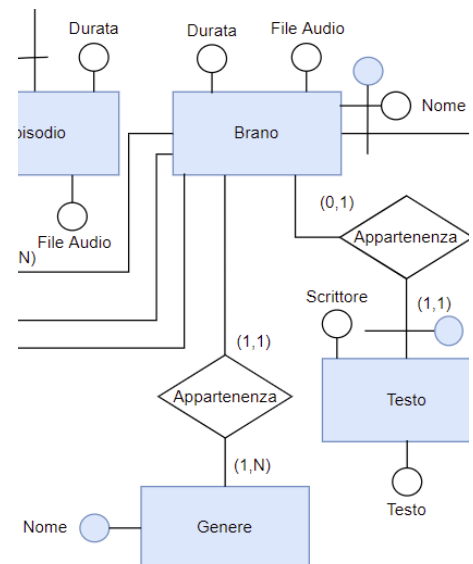 Durata
Durata
File Audio
pisodio
Brano
Nome
File Audio
N)
(0,1)
Appartenenza
Scrittore
(1,1)
(1,1)
Testo
Appartenenza
(1,N)
Testo
Nome
Genere